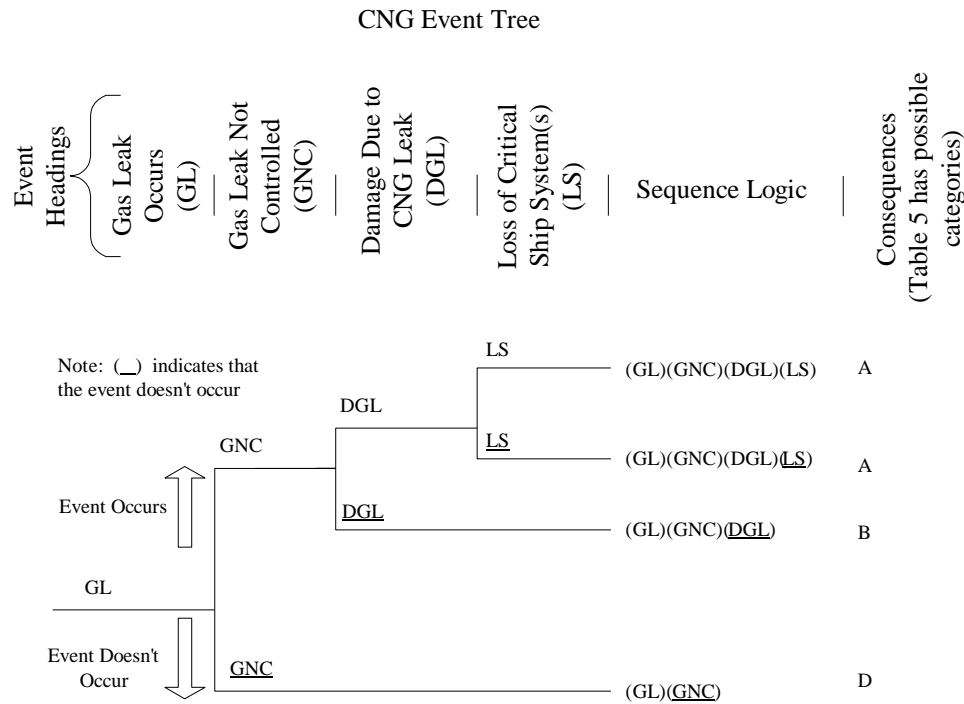 CNG Event Tree
Event
Headings
Gas Leak
Occurs
(GL)
Gas Leak Not
Controlled
(GNC)
Damage Due to
CNG Leak
(DGL)
Loss of Critical
Ship System(s)
(LS)
Sequence Logic
Consequences
(Table 5 has possible
categories)
Note: (__) indicates that
the event doesn't occur
LS
(GL)(GNC)(DGL)(LS)
A
DGL
LS
(GL)(GNC)(DGL)(LS)
A
GNC
Event Occurs
DGL
(GL)(GNC)(DGL)
B
GL
Event Doesn't
Occur
GNC
(GL)(GNC)
D